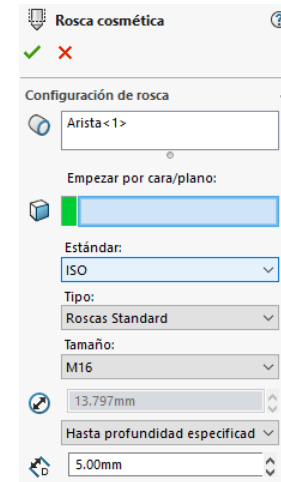 Rosca cosmética
Configuración de rosca
Arista<1>
Empezar por cara/plano:
Estándar:
ISO
Tipo:
Roscas Standard
Tamaño:
M16
13.797mm
Hasta profundidad especificad
5.00mm